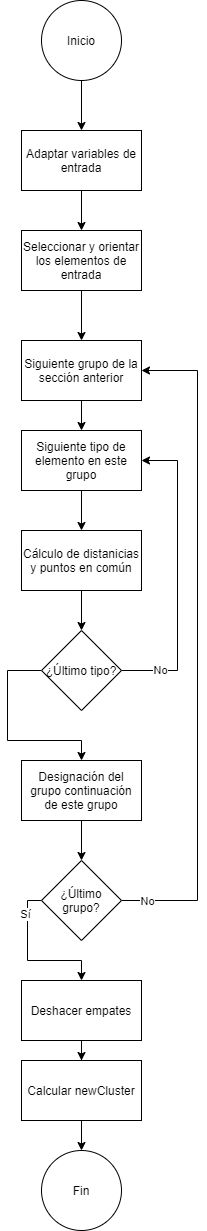 Inicio
Adaptar variables de
entrada
Seleccionar y orientar
los elementos de
entrada
Siguiente grupo de la
sección anterior
Siguiente tipo de
elemento en este
grupo
Cálculo de distanicias
y puntos en común
¿Último tipo?
No
Designación del
grupo continuación
de este grupo
¿Último
grupo?
No
Sí
Deshacer empates
Calcular newCluster
Fin